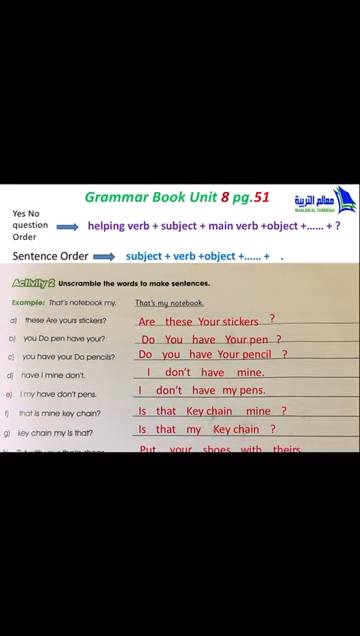 Grammar Book Unit 8 pg.51
معالم التربية
MAALEM AL TARBEIAH
Yes No
question
Order
helping verb + subject + main verb +object +...... + ?
Sentence Order
subject + verb +object +...... + .
Activity 2 Unscramble the words to make sentences.
Example: That's notebook my. That's my notebook.
a) these Are yours stickers? Are these Your stickers ?
b) you Do pen have your? Do You have Your pen ?
c) you have your Do pencils? Do you have Your pencil ?
d) have I mine don't. I don't have mine.
e) I my have don't pens. I don't have my pens.
f) that Is mine key chain? Is that Key chain mine ?
g) key chain my Is that? Is that my Key chain ?
Put your shoes with theirs